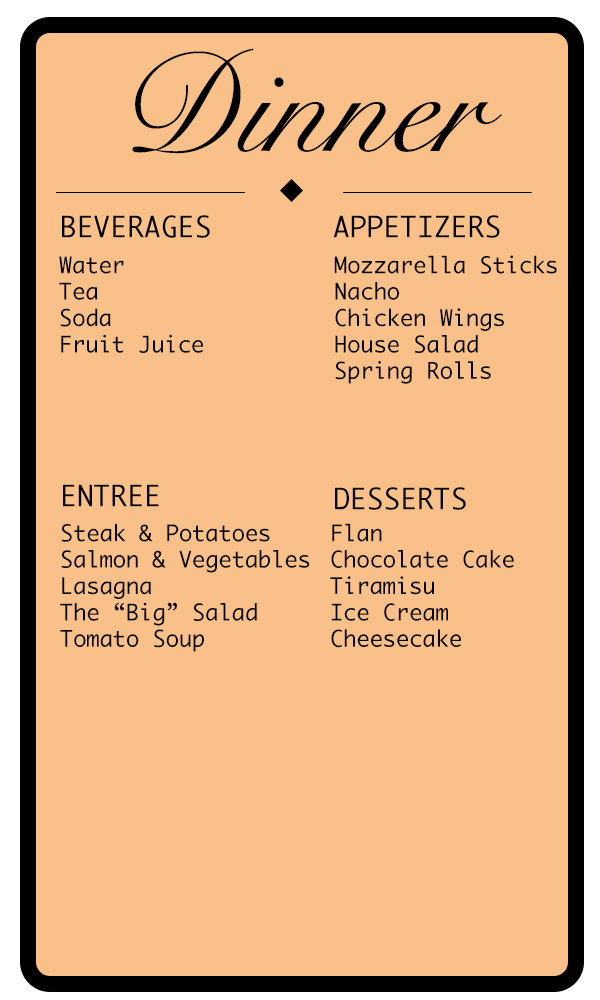 Dinner
BEVERAGES
Water
Tea
Soda
Fruit Juice
APPETIZERS
Mozzarella Sticks
Nacho
Chicken Wings
House Salad
Spring Rolls
ENTREE
Steak & Potatoes
Salmon & Vegetables
Lasagna
The “Big” Salad
Tomato Soup
DESSERTS
Flan
Chocolate Cake
Tiramisu
Ice Cream
Cheesecake